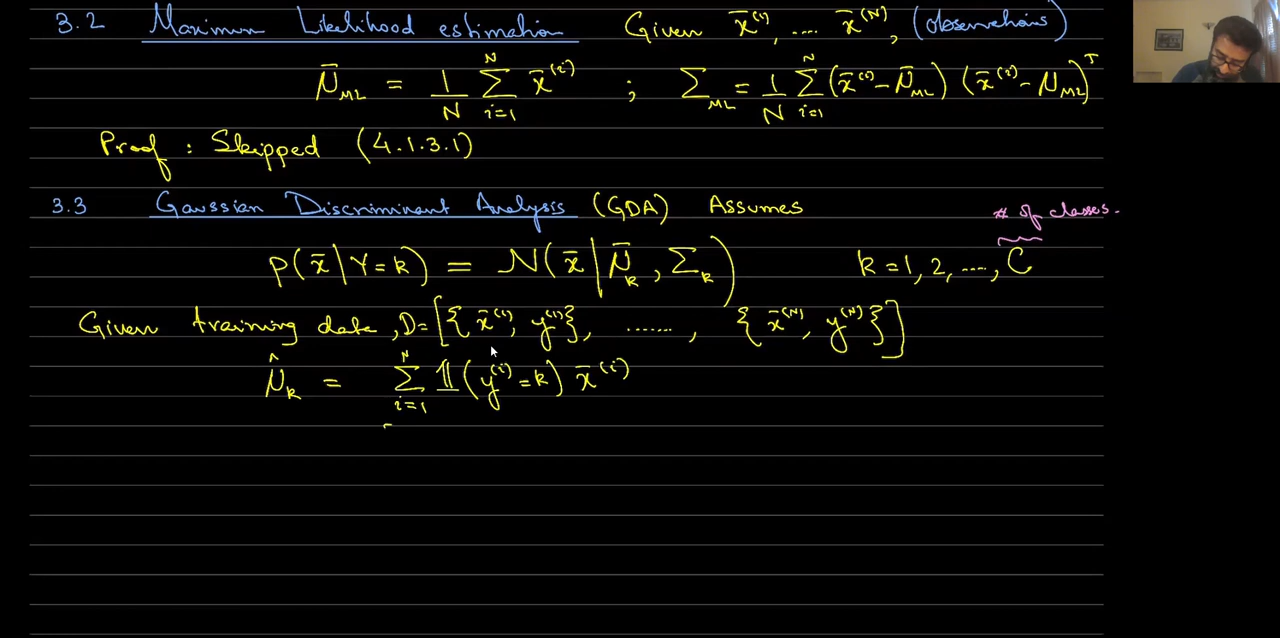 3.2 Maximum Likelihood estimation Given x̄⁽¹⁾, .... x̄⁽ᴺ⁾, (observations)
μ̄_ML = 1/N Σ_{i=1}^{N} x̄⁽ⁱ⁾ ; Σ_ML = 1/N Σ_{i=1}^{N} (x̄⁽ⁱ⁾ - μ̄_ML) (x̄⁽ⁱ⁾ - μ_ML)ᵀ
Proof : Skipped (4.1.3.1)
3.3 Gaussian Discriminant Analysis (GDA) Assumes
# of classes.
p(x̄ | Y=k) = N(x̄ | μ̄_k, Σ_k) k = 1, 2, ...., C
Given training data, D = [{x̄⁽¹⁾, y⁽¹⁾}, ......., {x̄⁽ᴺ⁾, y⁽ᴺ⁾}]
μ̂_k = Σ_{i=1}^{N} 𝟙(y⁽ⁱ⁾ = k) x̄⁽ⁱ⁾